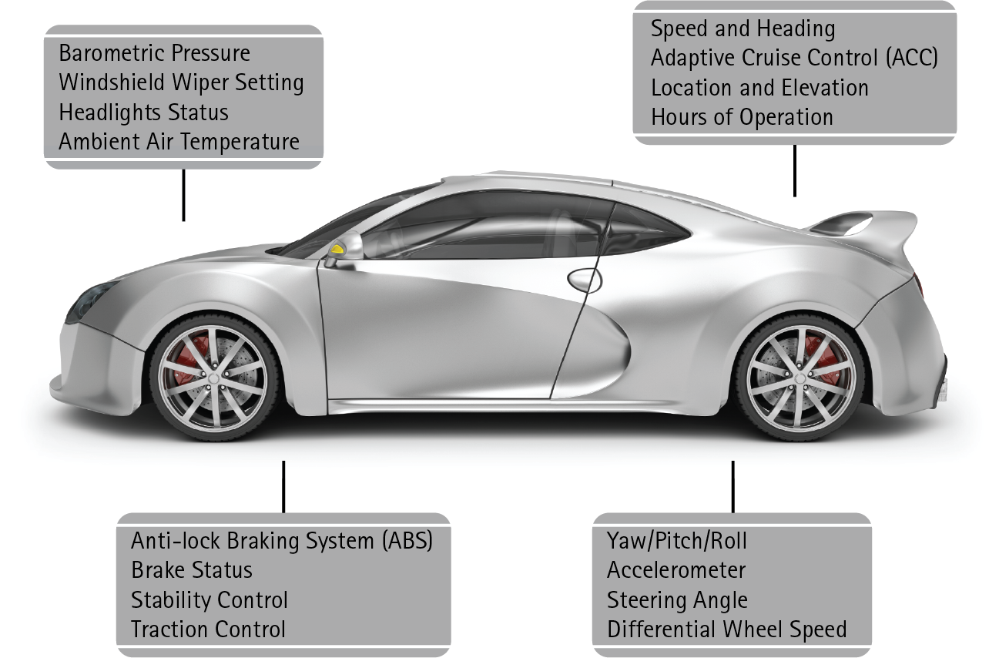 Barometric Pressure
Windshield Wiper Setting
Headlights Status
Ambient Air Temperature
Speed and Heading
Adaptive Cruise Control (ACC)
Location and Elevation
Hours of Operation
Anti-lock Braking System (ABS)
Brake Status
Stability Control
Traction Control
Yaw/Pitch/Roll
Accelerometer
Steering Angle
Differential Wheel Speed